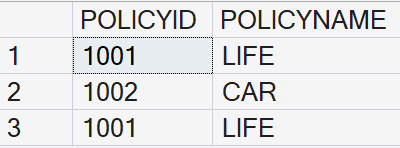 POLICYID POLICYNAME
1 1001 LIFE
2 1002 CAR
3 1001 LIFE